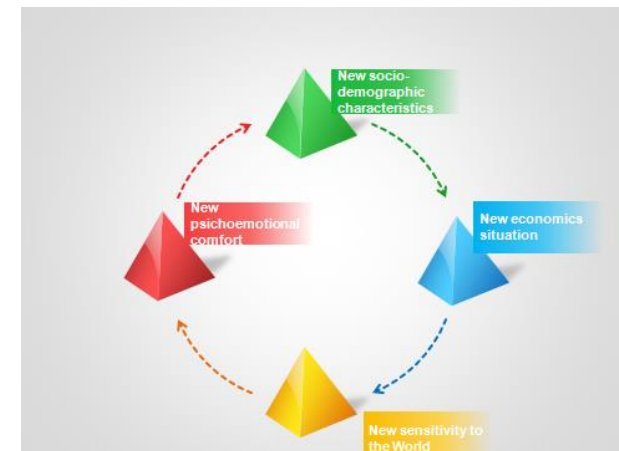 New socio-
demographic
characteristics
New economics
situation
New sensitivity to
the World
New
psichoemotional
comfort